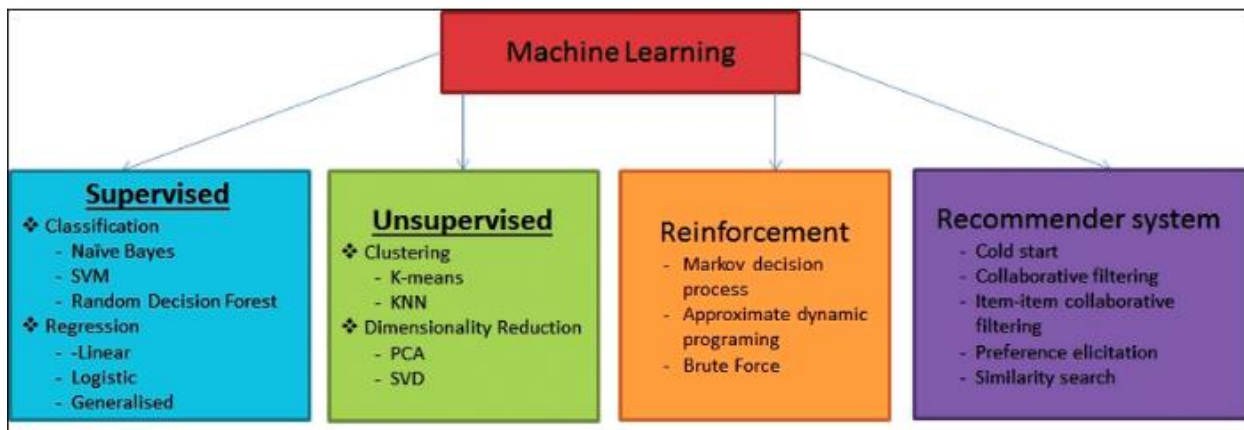 Machine Learning
Supervised
❖ Classification
- Naïve Bayes
- SVM
- Random Decision Forest
❖ Regression
- -Linear
- Logistic
- Generalised
Unsupervised
❖ Clustering
- K-means
- KNN
❖ Dimensionality Reduction
- PCA
- SVD
Reinforcement
- Markov decision
process
- Approximate dynamic
programing
- Brute Force
Recommender system
- Cold start
- Collaborative filtering
- Item-item collaborative
filtering
- Preference elicitation
- Similarity search